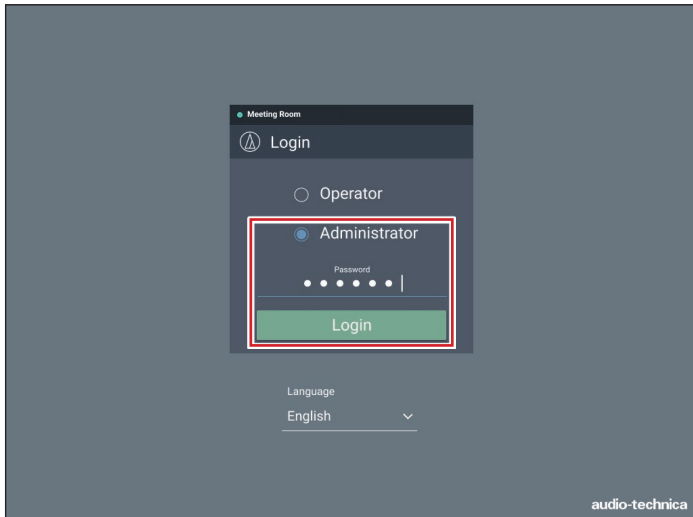 Meeting Room
Login
Operator
Administrator
Password
Login
Language
English
audio-technica